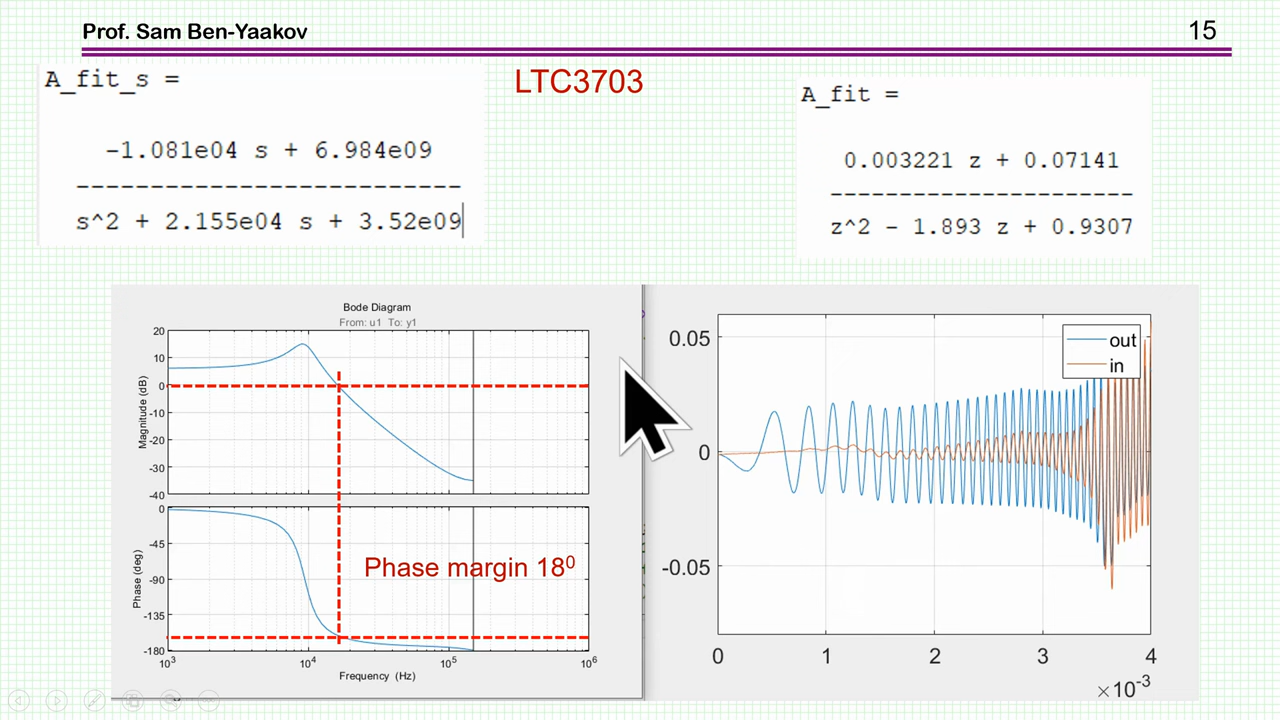 Prof. Sam Ben-Yaakov
15
A_fit_s =
LTC3703
-1.081e04 s + 6.984e09
--------------------------
s^2 + 2.155e04 s + 3.52e09
A_fit =
0.003221 z + 0.07141
----------------------
z^2 - 1.893 z + 0.9307
Bode Diagram
From: u1 To: y1
Magnitude (dB)
20
10
0
-10
-20
-30
-40
Phase (deg)
0
-45
-90
-135
-180
Phase margin 18⁰
10³ 10⁴ 10⁵ 10⁶
Frequency (Hz)
out
in
0.05
0
-0.05
0 1 2 3 4
×10⁻³